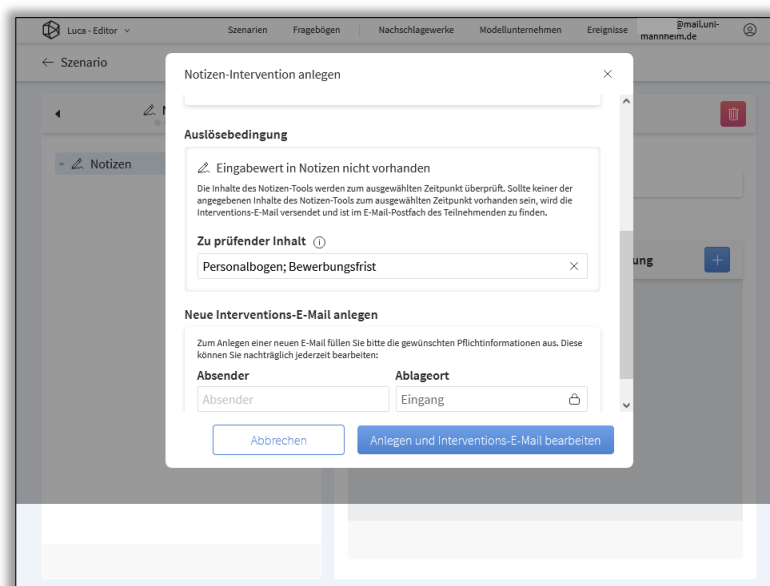 Luca - Editor
Szenarien
Fragebögen
Nachschlagewerke
Modellunternehmen
Ereignisse
@mail.uni-
mannheim.de
← Szenario
Notizen-Intervention anlegen
Auslösebedingung
Notizen
Eingabewert in Notizen nicht vorhanden
Die Inhalte des Notizen-Tools werden zum ausgewählten Zeitpunkt überprüft. Sollte keiner der
angegebenen Inhalte des Notizen-Tools zum ausgewählten Zeitpunkt vorhanden sein, wird die
Interventions-E-Mail versendet und ist im E-Mail-Postfach des Teilnehmenden zu finden.
Zu prüfender Inhalt
Personalbogen; Bewerbungsfrist
ung
Neue Interventions-E-Mail anlegen
Zum Anlegen einer neuen E-Mail füllen Sie bitte die gewünschten Pflichtinformationen aus. Diese
können Sie nachträglich jederzeit bearbeiten:
Absender
Ablageort
Absender
Eingang
Abbrechen
Anlegen und Interventions-E-Mail bearbeiten